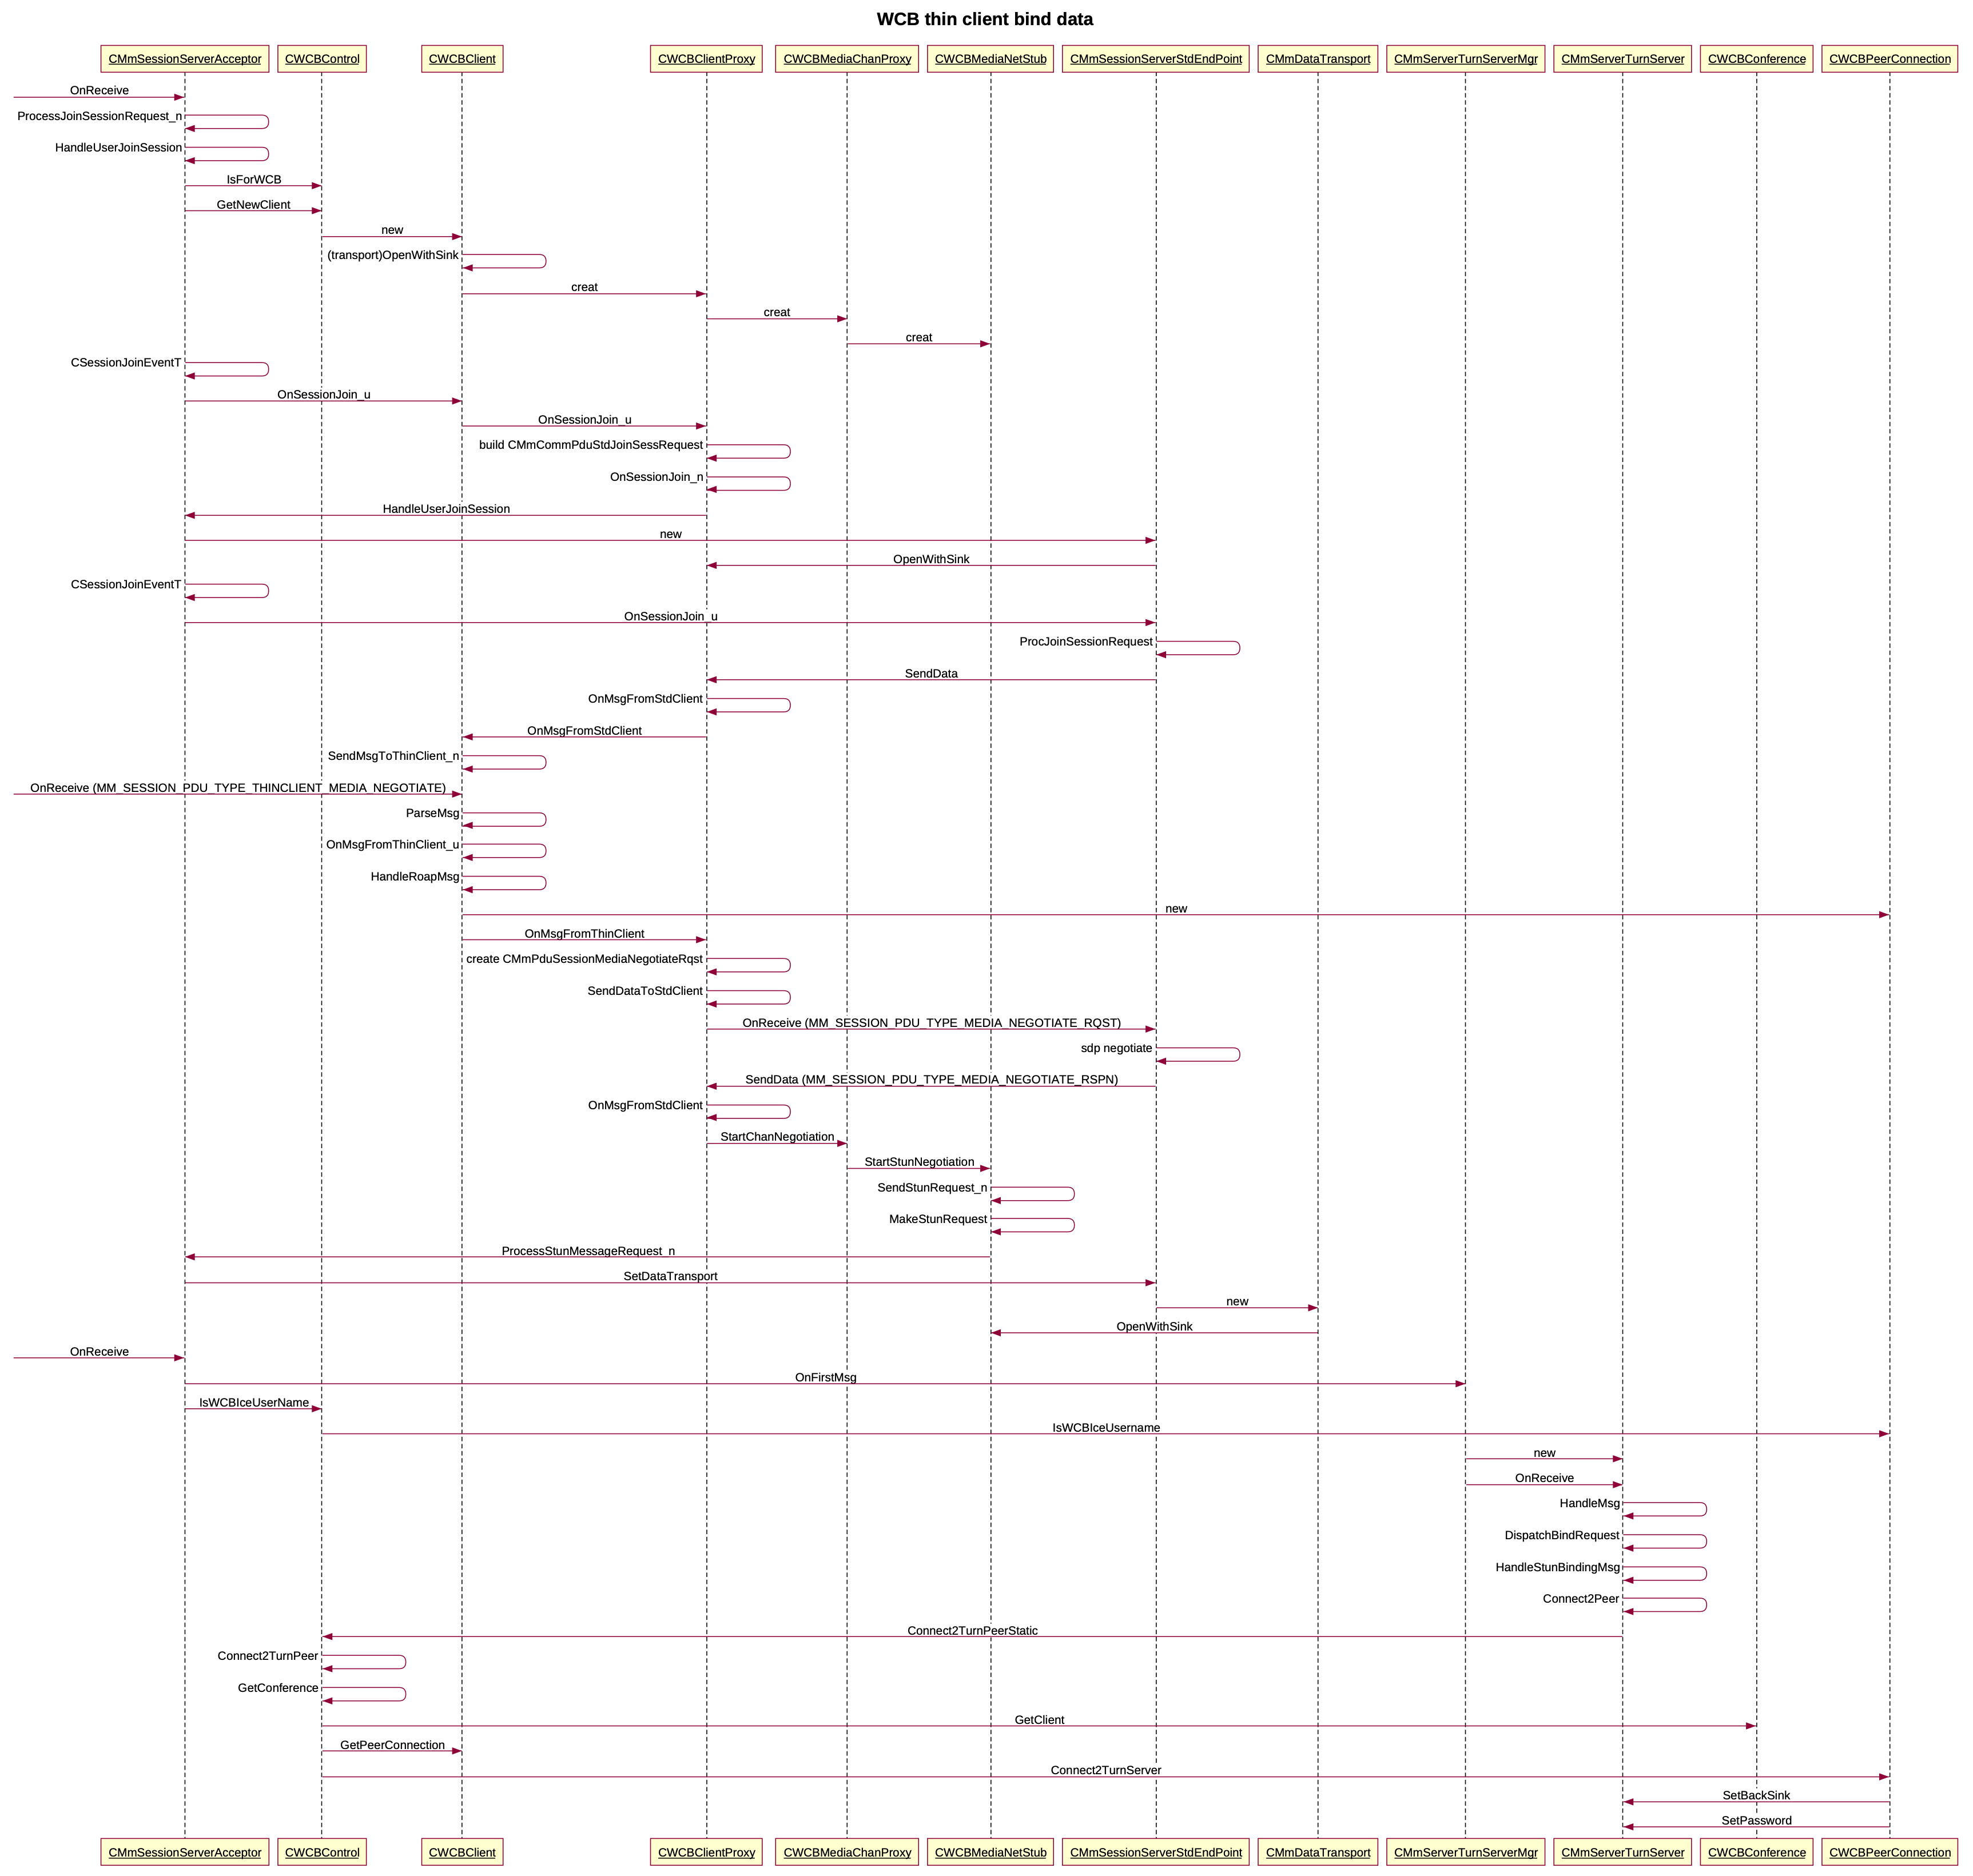 WCB thin client bind data
CMmSessionServerAcceptor CWCBControl CWCBClient CWCBClientProxy CWCBMediaChanProxy CWCBMediaNetStub CMmSessionServerStdEndPoint CMmDataTransport CMmServerTurnServerMgr CMmServerTurnServer CWCBConference CWCBPeerConnection
OnReceive
ProcessJoinSessionRequest_n
HandleUserJoinSession
IsForWCB
GetNewClient
new
(transport)OpenWithSink
creat
creat
creat
CSessionJoinEventT
OnSessionJoin_u
OnSessionJoin_u
build CMmCommPduStdJoinSessRequest
OnSessionJoin_n
HandleUserJoinSession
new
OpenWithSink
CSessionJoinEventT
OnSessionJoin_u
ProcJoinSessionRequest
SendData
OnMsgFromStdClient
OnMsgFromStdClient
SendMsgToThinClient_n
OnReceive (MM_SESSION_PDU_TYPE_THINCLIENT_MEDIA_NEGOTIATE)
ParseMsg
OnMsgFromThinClient_u
HandleRoapMsg
new
OnMsgFromThinClient
create CMmPduSessionMediaNegotiateRqst
SendDataToStdClient
OnReceive (MM_SESSION_PDU_TYPE_MEDIA_NEGOTIATE_RQST)
sdp negotiate
SendData (MM_SESSION_PDU_TYPE_MEDIA_NEGOTIATE_RSPN)
OnMsgFromStdClient
StartChanNegotiation
StartStunNegotiation
SendStunRequest_n
MakeStunRequest
ProcessStunMessageRequest_n
SetDataTransport
new
OpenWithSink
OnReceive
OnFirstMsg
IsWCBIceUserName
IsWCBIceUsername
new
OnReceive
HandleMsg
DispatchBindRequest
HandleStunBindingMsg
Connect2Peer
Connect2TurnPeerStatic
Connect2TurnPeer
GetConference
GetClient
GetPeerConnection
Connect2TurnServer
SetBackSink
SetPassword
CMmSessionServerAcceptor CWCBControl CWCBClient CWCBClientProxy CWCBMediaChanProxy CWCBMediaNetStub CMmSessionServerStdEndPoint CMmDataTransport CMmServerTurnServerMgr CMmServerTurnServer CWCBConference CWCBPeerConnection